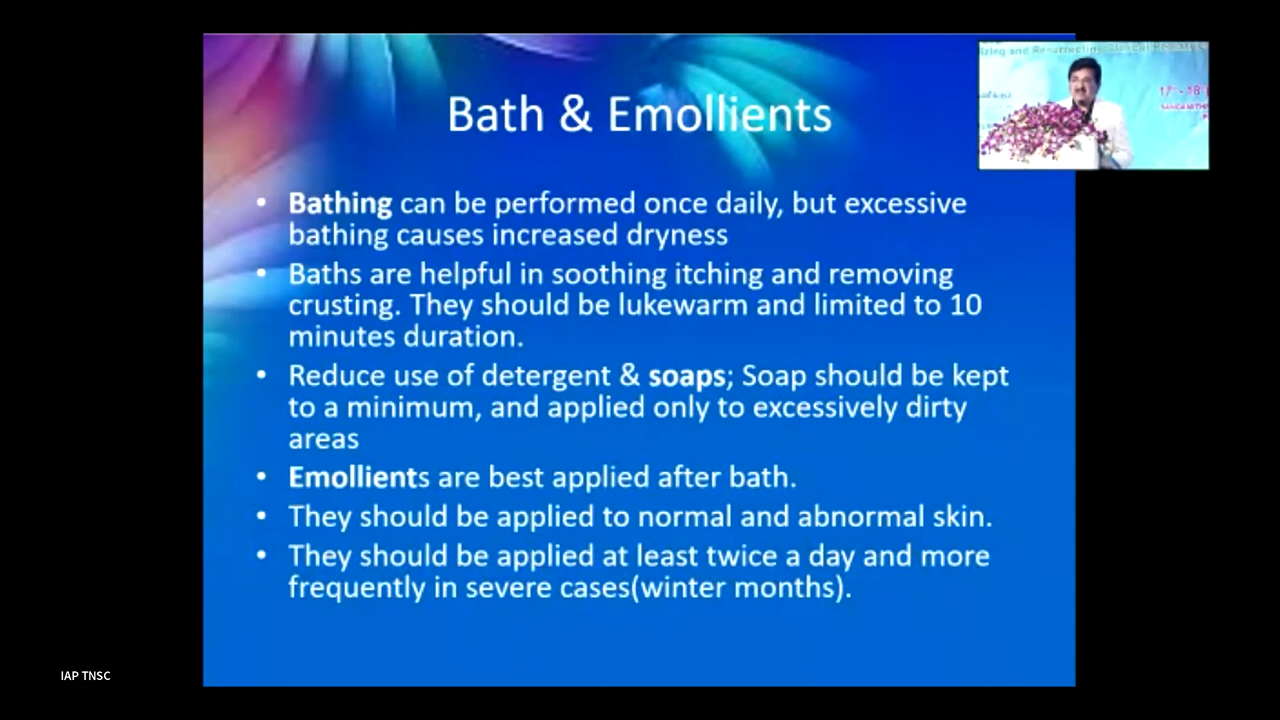 Bath & Emollients
• Bathing can be performed once daily, but excessive
bathing causes increased dryness
• Baths are helpful in soothing itching and removing
crusting. They should be lukewarm and limited to 10
minutes duration.
• Reduce use of detergent & soaps; Soap should be kept
to a minimum, and applied only to excessively dirty
areas
• Emollients are best applied after bath.
• They should be applied to normal and abnormal skin.
• They should be applied at least twice a day and more
frequently in severe cases(winter months).
IAP TNSC